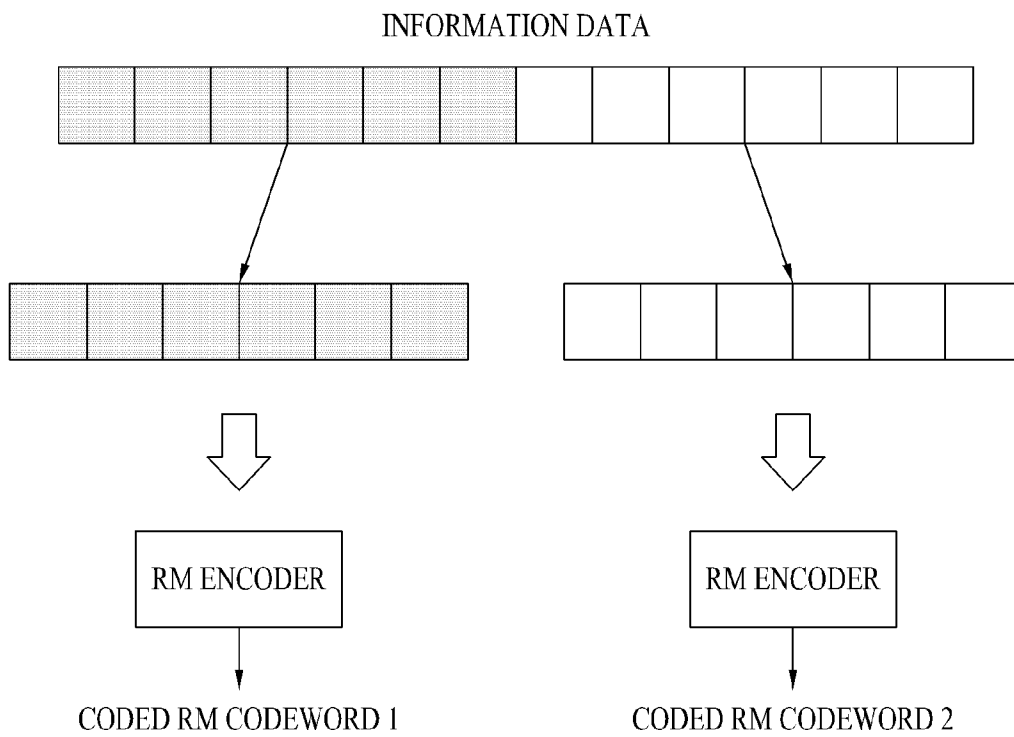 INFORMATION DATA
RM ENCODER
RM ENCODER
CODED RM CODEWORD 1
CODED RM CODEWORD 2